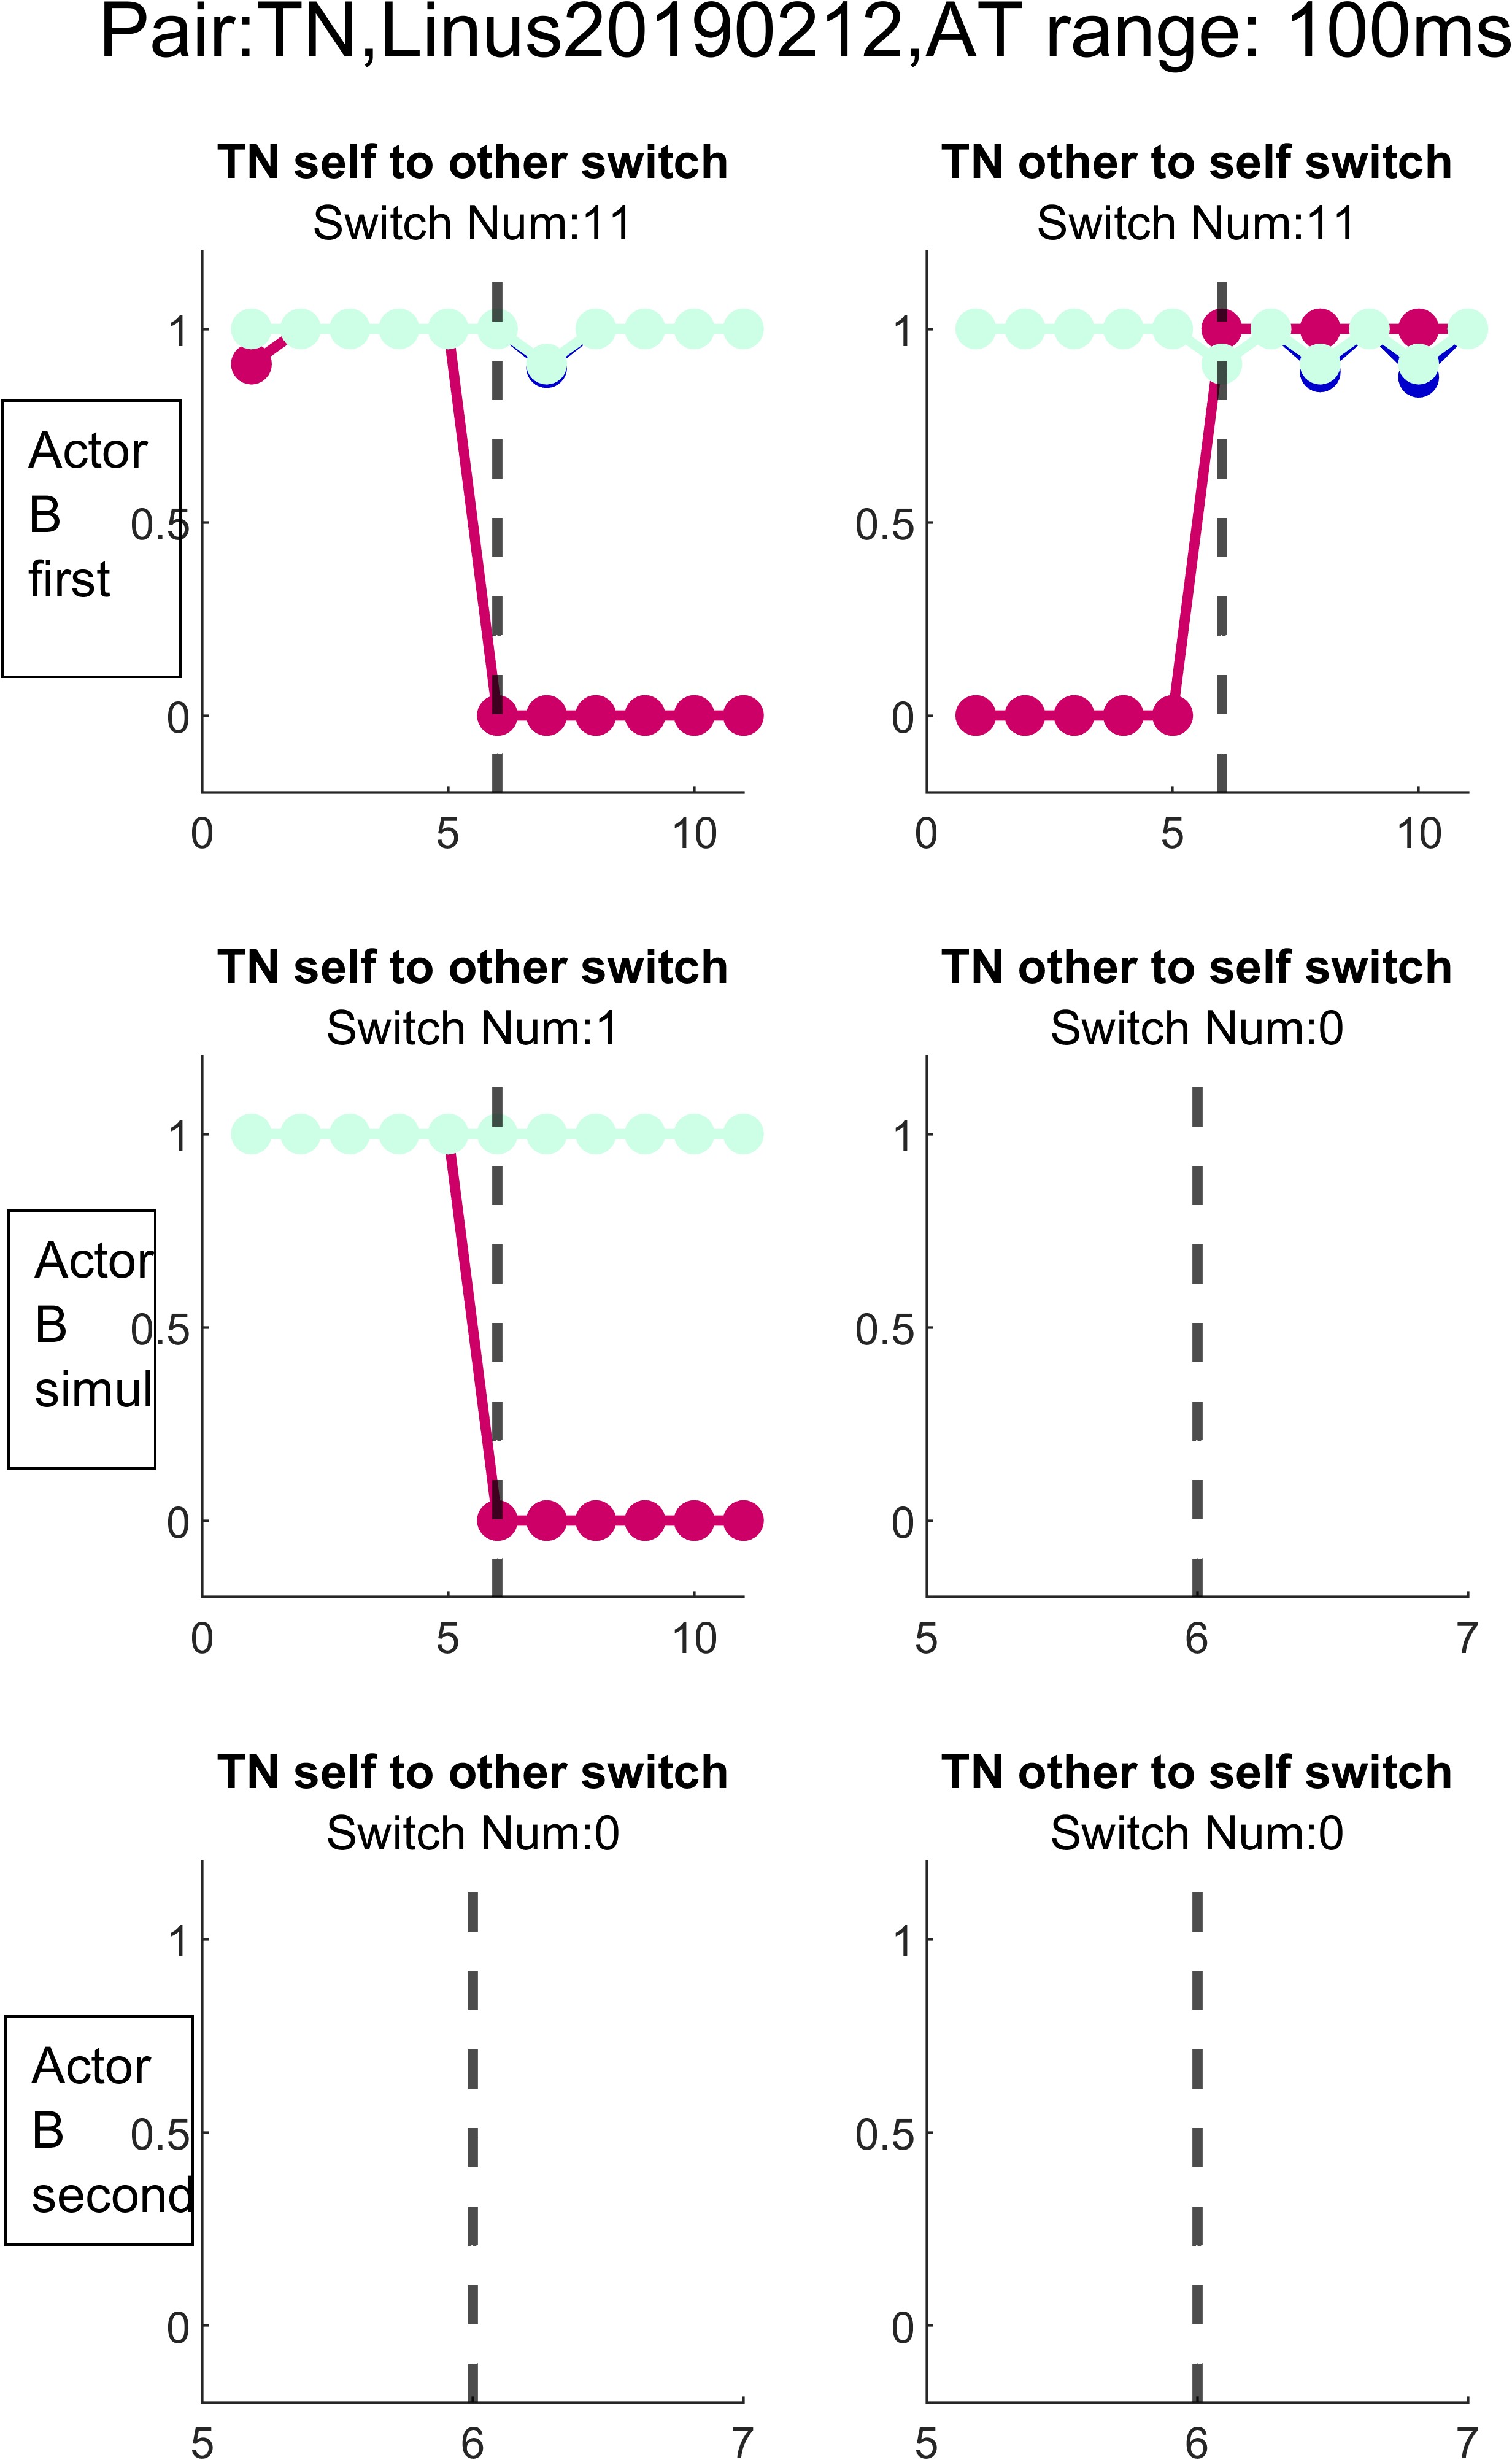 Pair:TN,Linus20190212,AT range: 100ms
TN self to other switch
Switch Num:11
1
0.5
0
0
5
10
TN other to self switch
Switch Num:11
1
0.5
0
0
5
10
Actor
B
first
TN self to other switch
Switch Num:1
1
0.5
0
0
5
10
TN other to self switch
Switch Num:0
1
0.5
0
5
6
7
Actor
B
simul
TN self to other switch
Switch Num:0
1
0.5
0
5
6
7
TN other to self switch
Switch Num:0
1
0.5
0
5
6
7
Actor
B
second